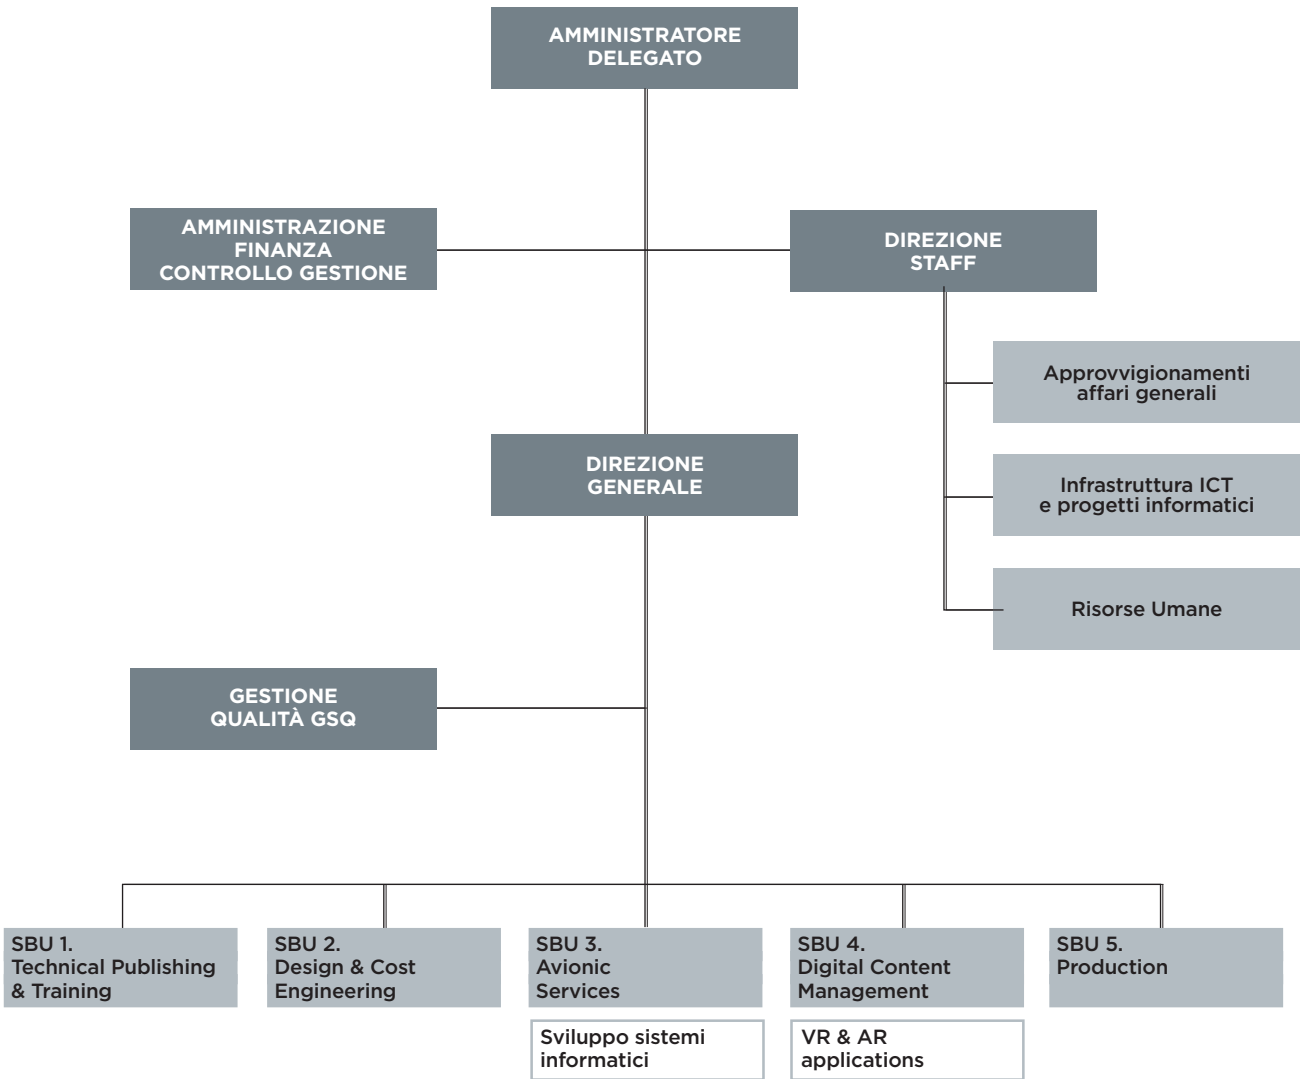 AMMINISTRATORE
DELEGATO
AMMINISTRAZIONE
FINANZA
CONTROLLO GESTIONE
DIREZIONE
STAFF
Approvvigionamenti
affari generali
Infrastruttura ICT
e progetti informatici
Risorse Umane
DIREZIONE
GENERALE
GESTIONE
QUALITÀ GSQ
SBU 1.
Technical Publishing
& Training
SBU 2.
Design & Cost
Engineering
SBU 3.
Avionic
Services
Sviluppo sistemi
informatici
SBU 4.
Digital Content
Management
VR & AR
applications
SBU 5.
Production